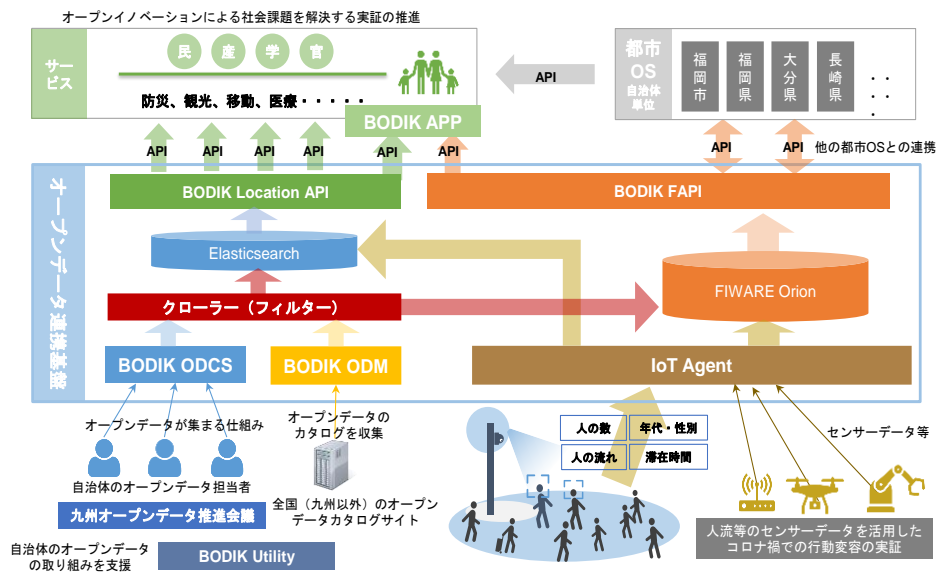 オープンイノベーションによる社会課題を解決する実証の推進
サー
ビス
民 産 学 官
防災、観光、移動、医療・・・・・
BODIK APP
API
都市
OS
自治体
単位
福岡市
福岡県
大分県
長崎県
・・・
API
API
API
API
API
API
API
API
他の都市OSとの連携
オープンデータ連携基盤
BODIK Location API
BODIK FAPI
Elasticsearch
FIWARE Orion
クローラー（フィルター）
BODIK ODCS
BODIK ODM
IoT Agent
オープンデータが集まる仕組み
オープンデータの
カタログを収集
人の数
年代・性別
人の流れ
滞在時間
センサーデータ等
自治体のオープンデータ担当者
九州オープンデータ推進会議
全国（九州以外）のオープン
データカタログサイト
人流等のセンサーデータを活用した
コロナ禍での行動変容の実証
自治体のオープンデータ
の取り組みを支援
BODIK Utility